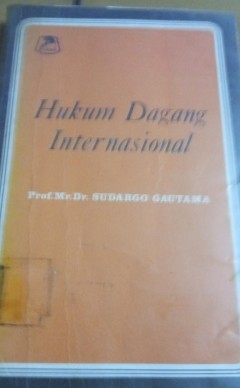 Hukum Dagang
Internasional
Prof. Mr. Dr. SUDARGO GAUTAMA